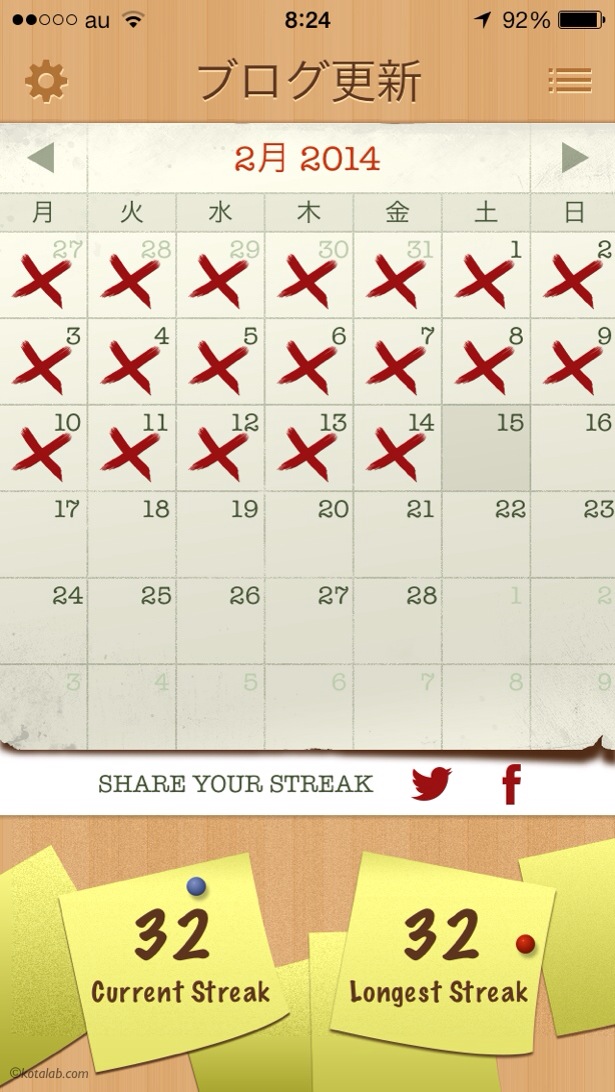 au 8:24 92%
ブログ更新
2月 2014
月 火 水 木 金 土 日
27 28 29 30 31 1 2
3 4 5 6 7 8 9
10 11 12 13 14 15 16
17 18 19 20 21 22 23
24 25 26 27 28 1 2
3 4 5 6 7 8 9
SHARE YOUR STREAK
32 32
Current Streak Longest Streak
©kotalab.com